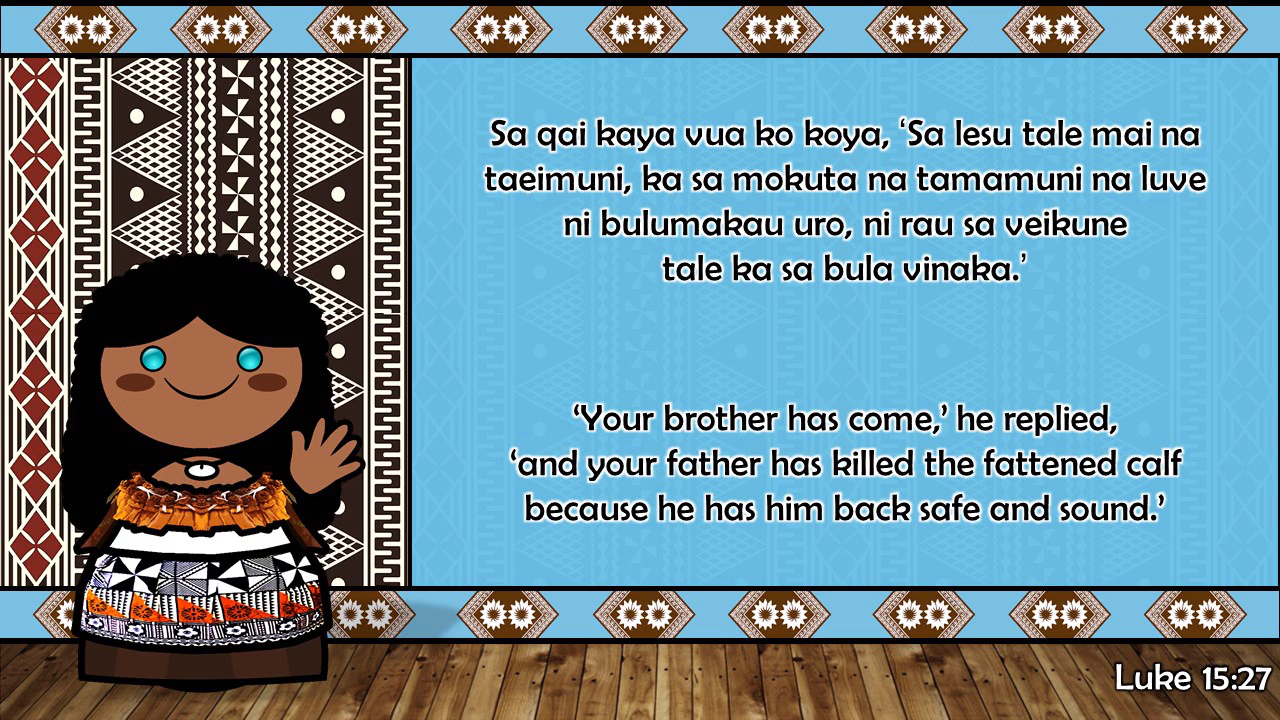 Sa qai kaya vua ko koya, ‘Sa lesu tale mai na
taeimuni, ka sa mokuta na tamamuni na luve
ni bulumakau uro, ni rau sa veikune
tale ka sa bula vinaka.’
‘Your brother has come,’ he replied,
‘and your father has killed the fattened calf
because he has him back safe and sound.’
Luke 15:27